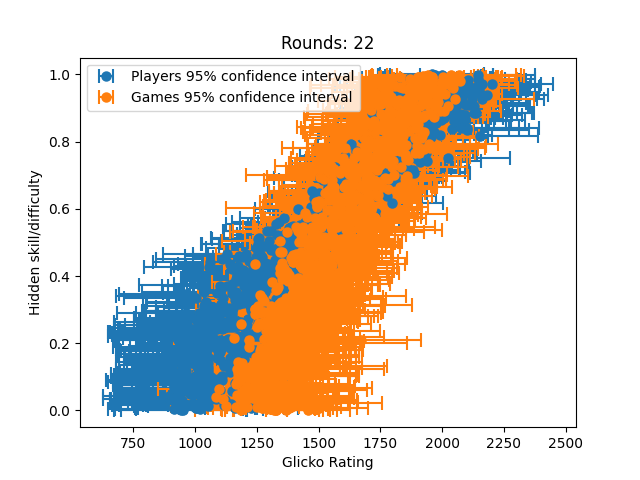 Rounds: 22
Players 95% confidence interval
Games 95% confidence interval
Hidden skill/difficulty
1.0
0.8
0.6
0.4
0.2
0.0
750 1000 1250 1500 1750 2000 2250 2500
Glicko Rating